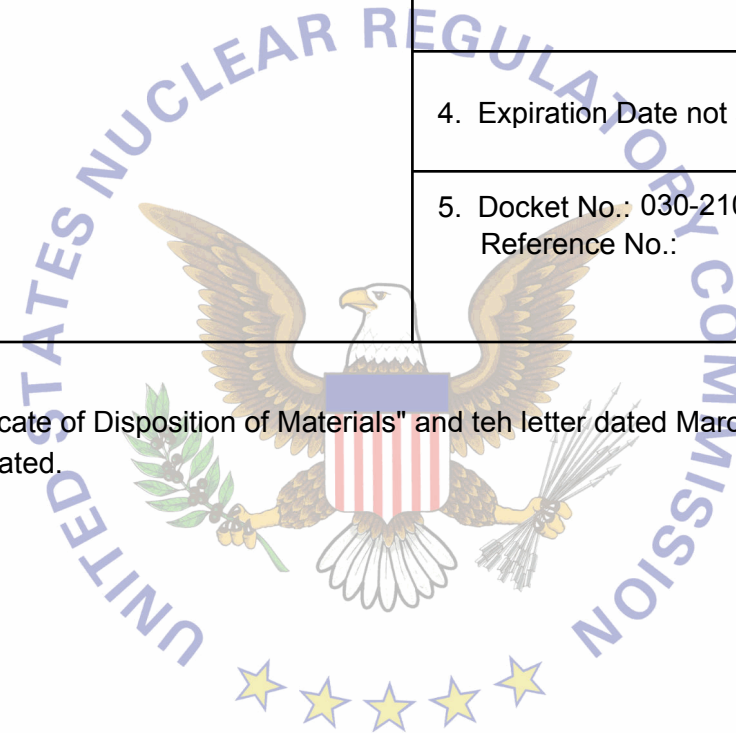 UNITED STATES NUCLEAR REGULATORY COMMISSION
4. Expiration Date not
5. Docket No.: 030-210
Reference No.:
cate of Disposition of Materials" and teh letter dated Marc
ated.